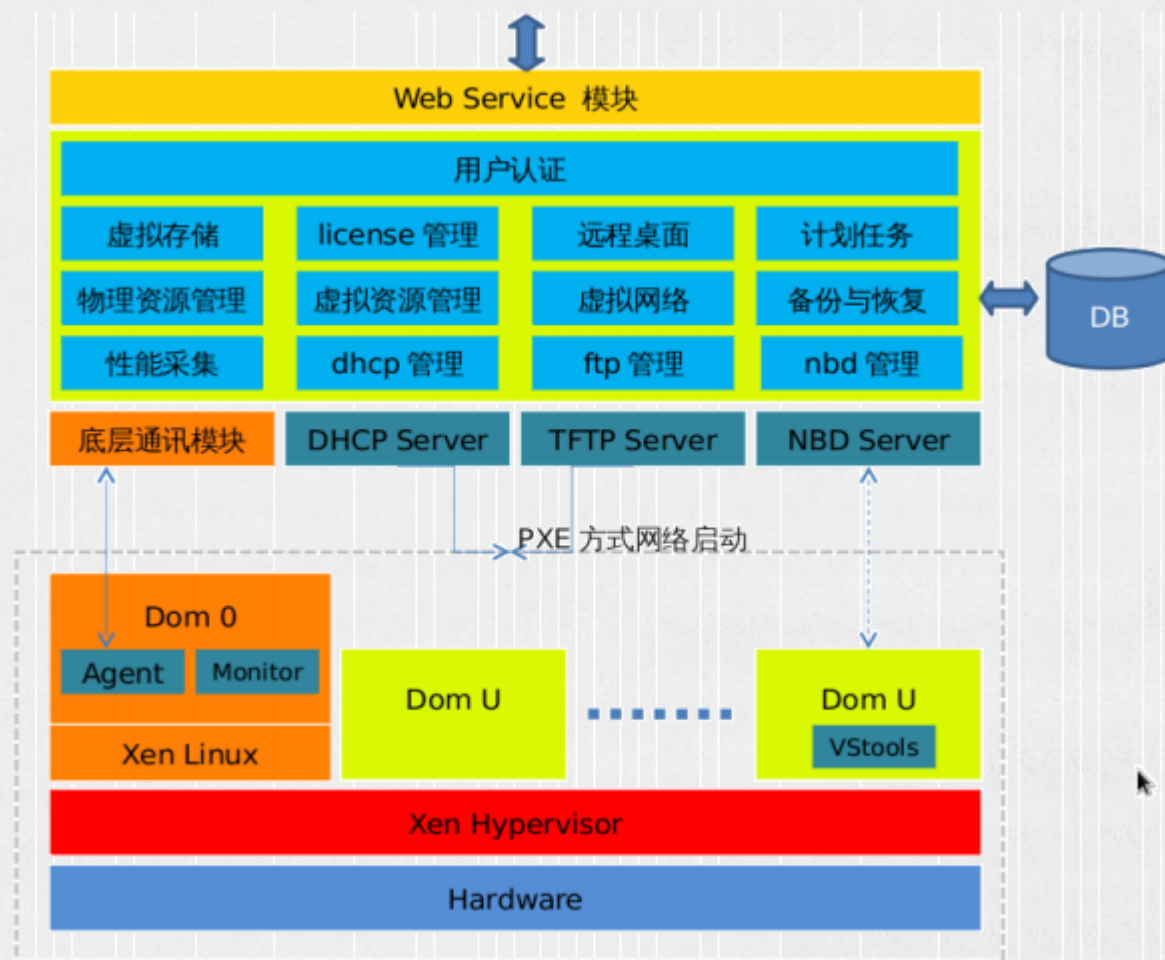 Web Service 模块
用户认证
虚拟存储
license 管理
远程桌面
计划任务
物理资源管理
虚拟资源管理
虚拟网络
备份与恢复
性能采集
dhcp 管理
ftp 管理
nbd 管理
DB
底层通讯模块
DHCP Server
TFTP Server
NBD Server
PXE 方式网络启动
Dom 0
Agent
Monitor
Xen Linux
Dom U
Dom U
VStools
Xen Hypervisor
Hardware